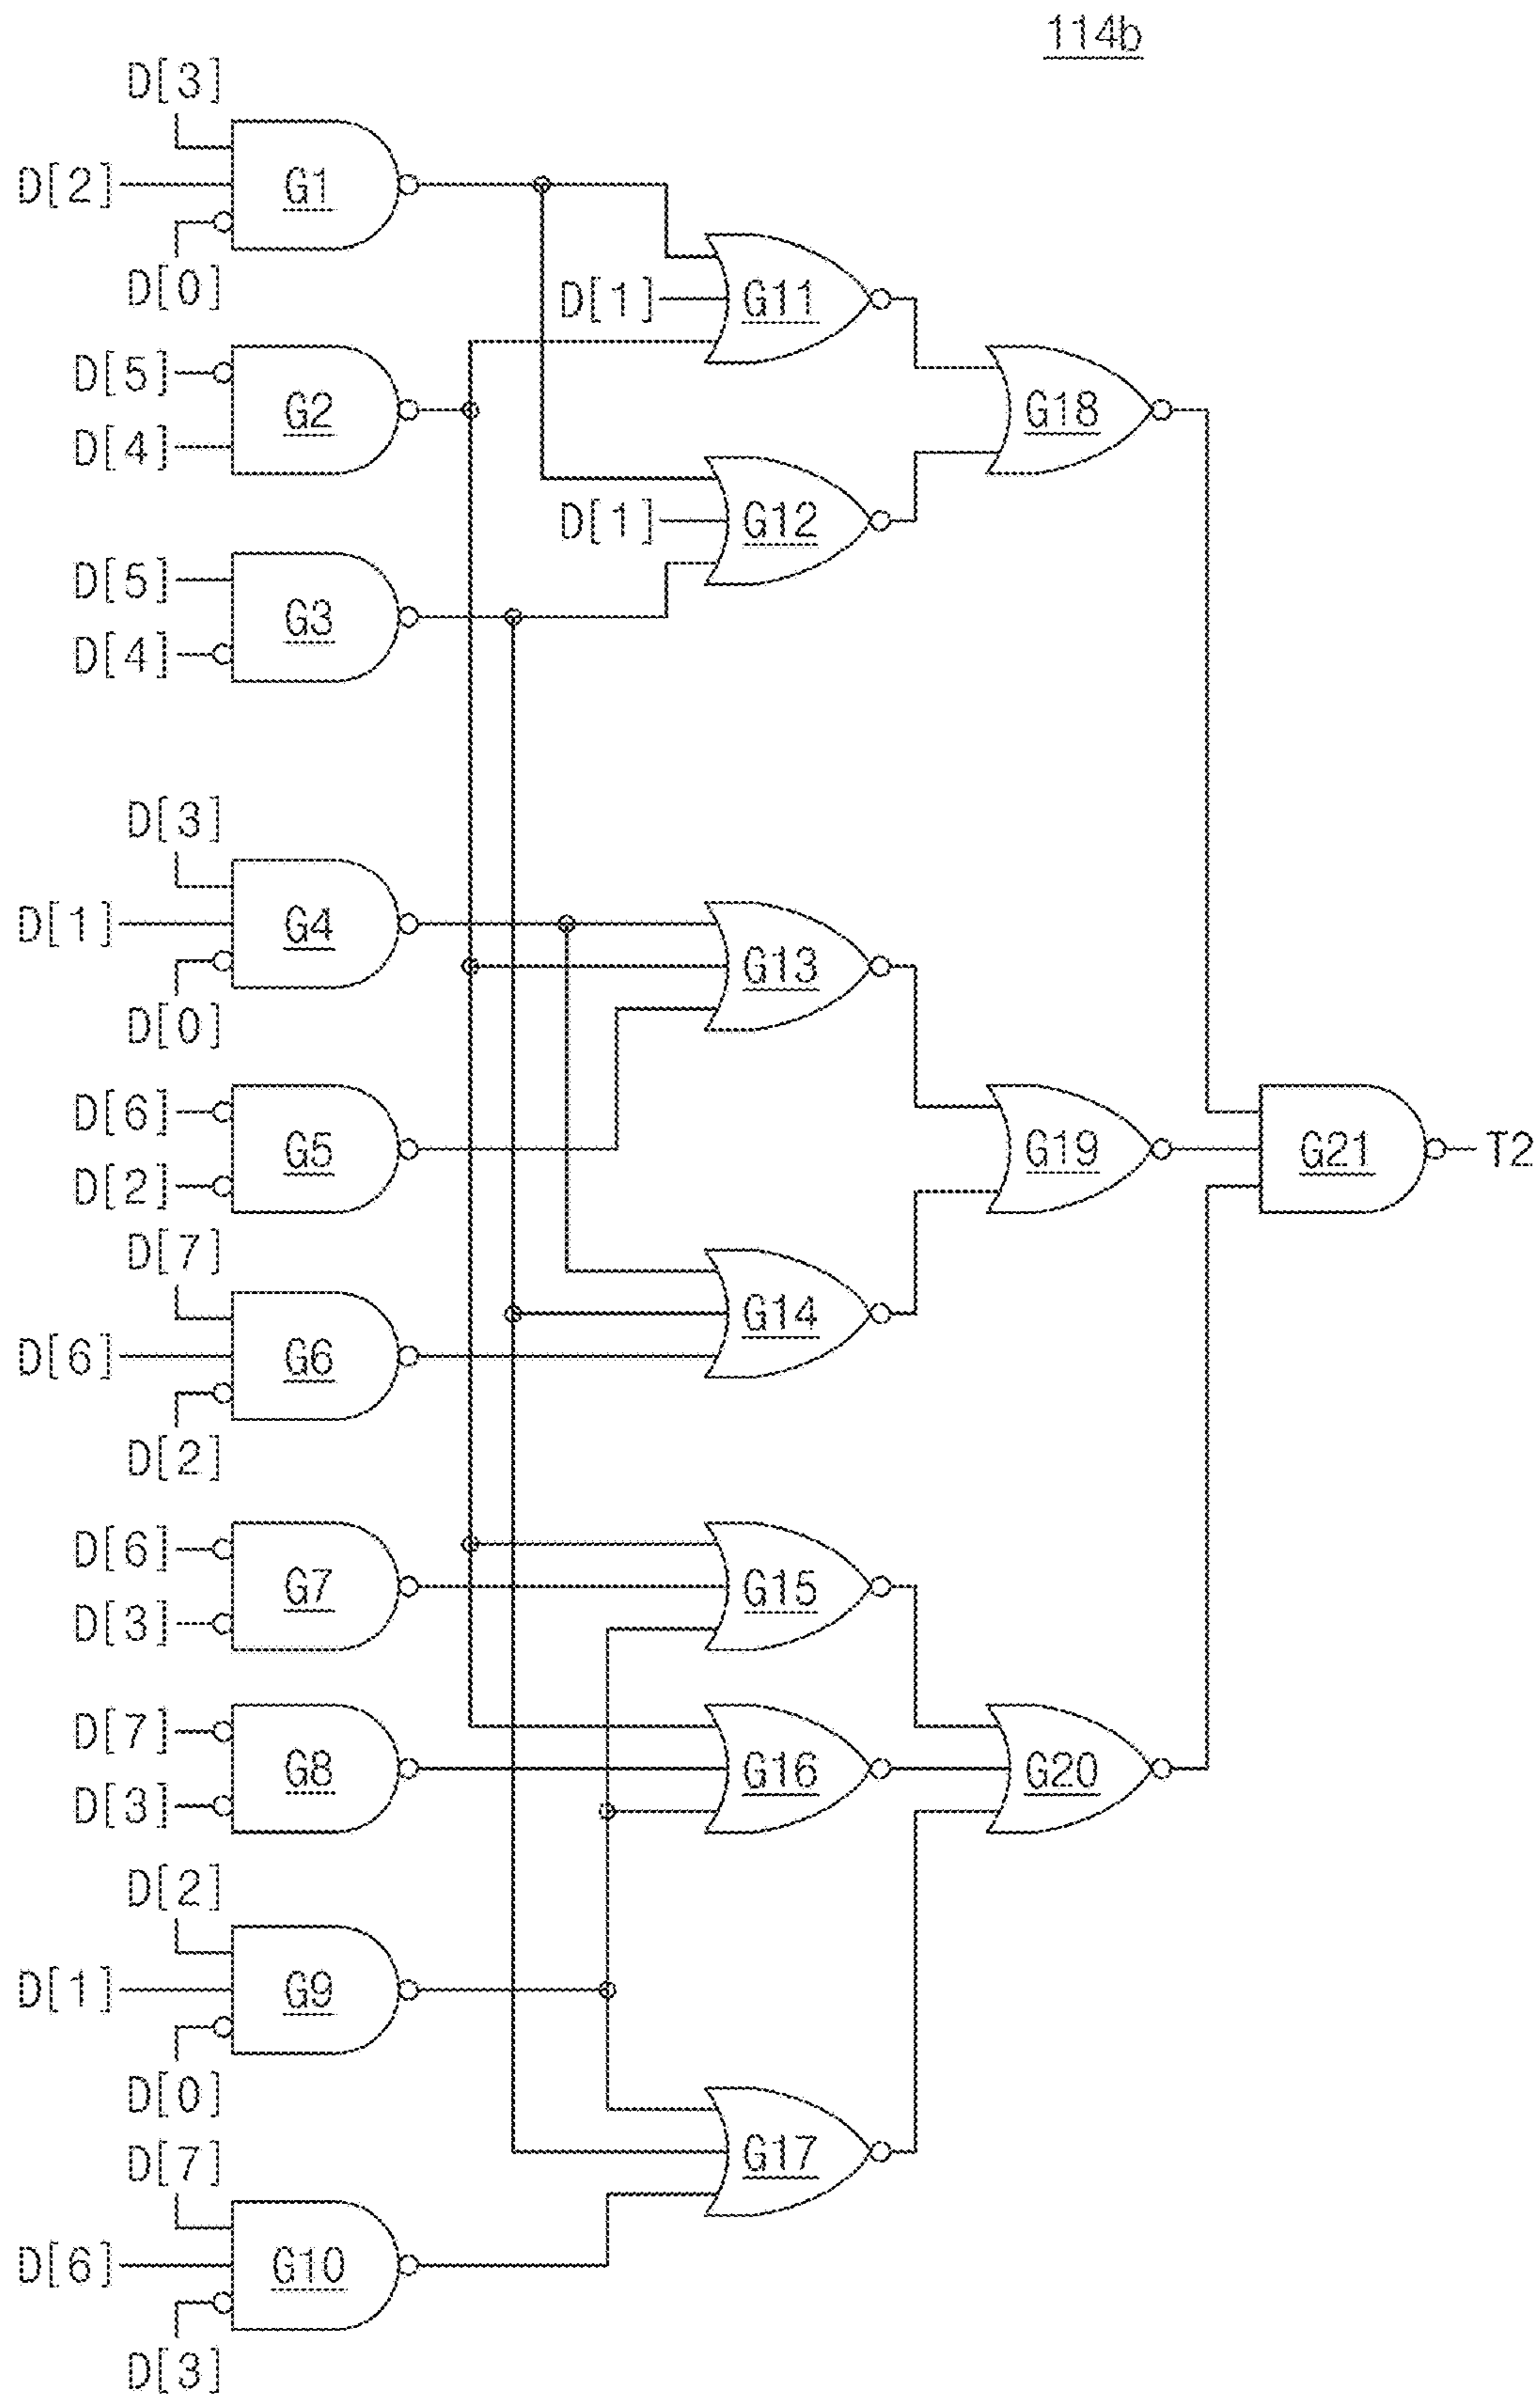 114b
D[3]
D[2]
G1
D[0]
D[1]
G11
D[5]
G2
D[4]
G18
D[1]
G12
D[5]
G3
D[4]
D[3]
D[1]
G4
G13
D[0]
D[6]
G5
D[2]
G19
G21
T2
D[7]
D[6]
G6
G14
D[2]
D[6]
G7
D[3]
G15
D[7]
G8
D[3]
G16
G20
D[2]
D[1]
G9
D[0]
D[7]
G17
D[6]
G10
D[3]